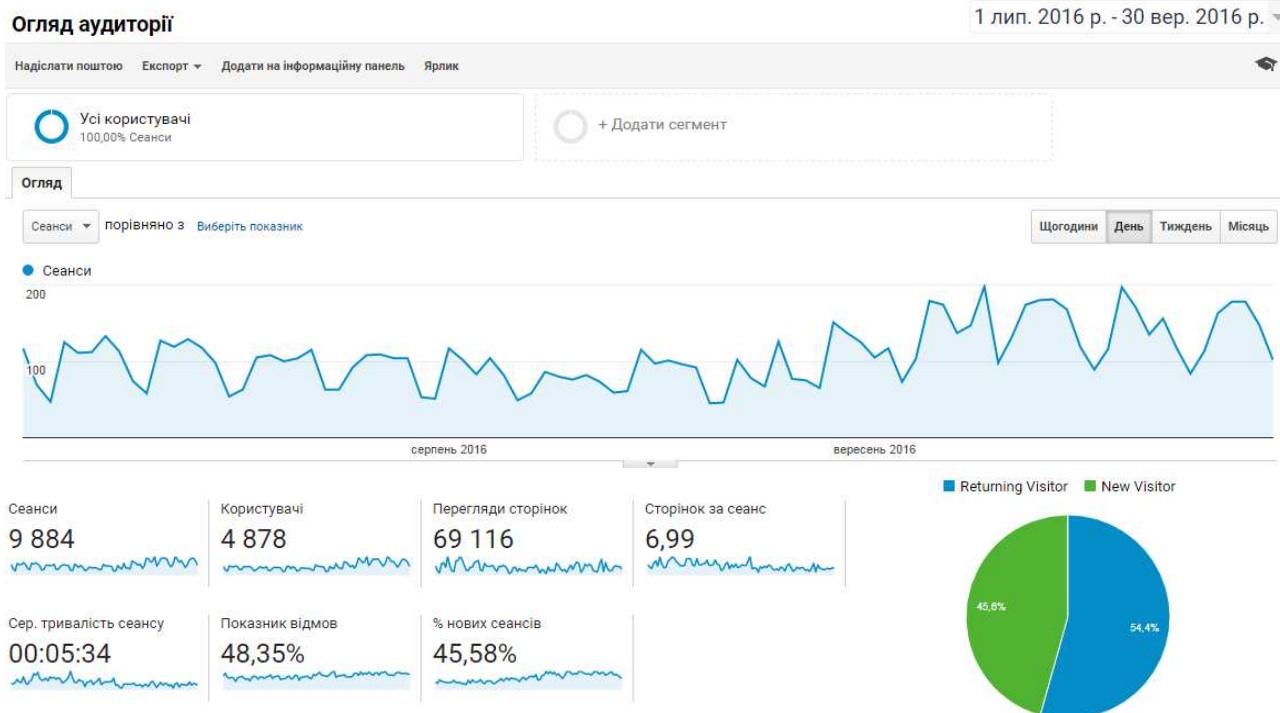 Огляд аудиторії
1 лип. 2016 р. - 30 вер. 2016 р.
Надіслати поштою Експорт Додати на інформаційну панель Ярлик
Усі користувачі
100,00% Сеанси
+ Додати сегмент
Огляд
Сеанси порівняно з Виберіть показник
Щогодини День Тиждень Місяць
Сеанси
200
100
серпень 2016 вересень 2016
Returning Visitor New Visitor
Сеанси Користувачі Перегляди сторінок Сторінок за сеанс
9 884 4 878 69 116 6,99
Сер. тривалість сеансу Показник відмов % нових сеансів
00:05:34 48,35% 45,58%
45,6%
54,4%